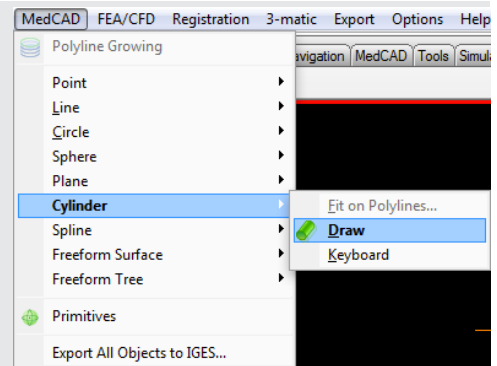 MedCAD FEA/CFD Registration 3-matic Export Options Help
Polyline Growing
avigation MedCAD Tools Simula
Point
Line
Circle
Sphere
Plane
Cylinder
Fit on Polylines...
Spline
Draw
Freeform Surface
Keyboard
Freeform Tree
Primitives
Export All Objects to IGES...